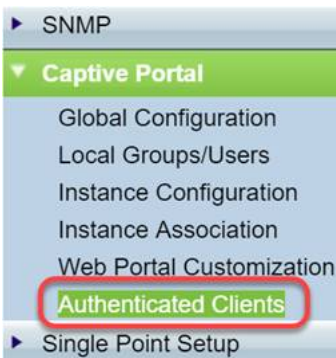 SNMP
Captive Portal
Global Configuration
Local Groups/Users
Instance Configuration
Instance Association
Web Portal Customization
Authenticated Clients
Single Point Setup